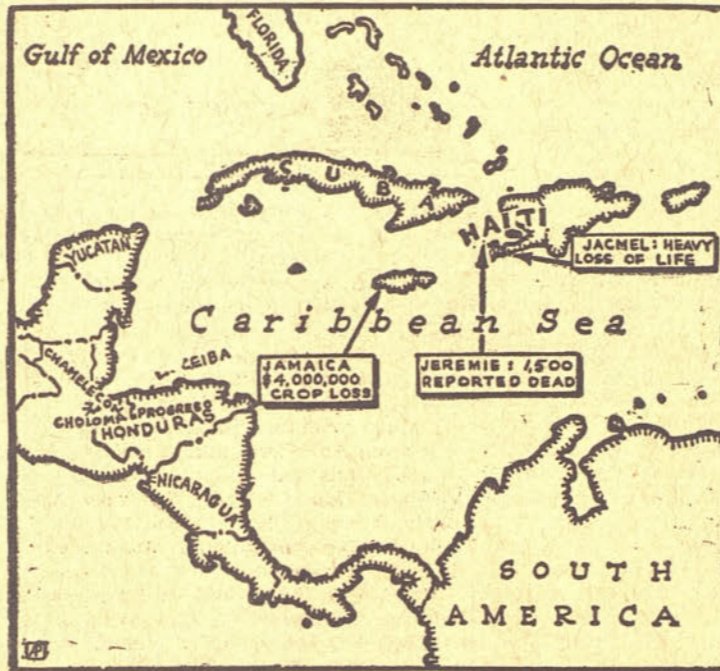 FLORIDA
Gulf of Mexico
Atlantic Ocean
CUBA
HAITI
JACMEL: HEAVY
LOSS OF LIFE
YUCATAN
Caribbean Sea
CEIBA
JAMAICA
$4,000,000
CROP LOSS
JEREMIE: 1,500
REPORTED DEAD
CHAMELECON
CHOLOMA PROGRESO
HONDURAS
NICARAGUA
SOUTH
AMERICA